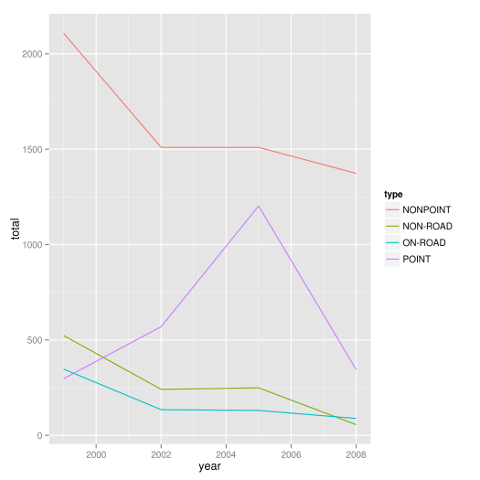 2000
1500
1000
500
0
total
2000
2002
2004
2006
2008
year
type
NONPOINT
NON-ROAD
ON-ROAD
POINT